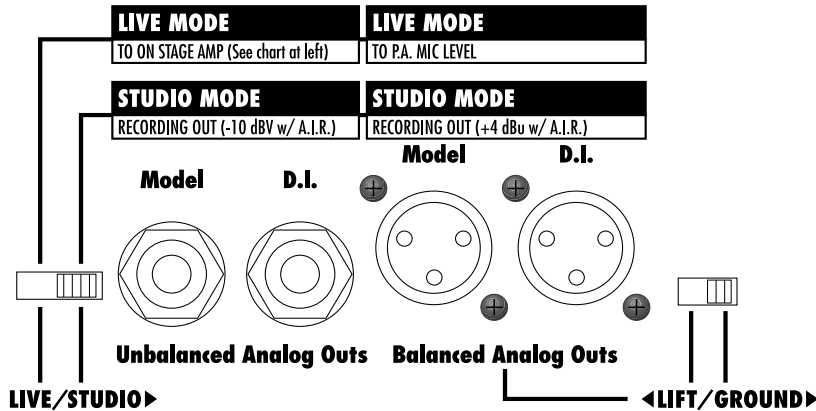 LIVE MODE LIVE MODE
TO ON STAGE AMP (See chart at left) TO P.A. MIC LEVEL
STUDIO MODE STUDIO MODE
RECORDING OUT (-10 dBV w/ A.I.R.) RECORDING OUT (+4 dBu w/ A.I.R.)
Model D.I. Model D.I.
Unbalanced Analog Outs Balanced Analog Outs
LIVE/STUDIO▶ ◀LIFT/GROUND▶